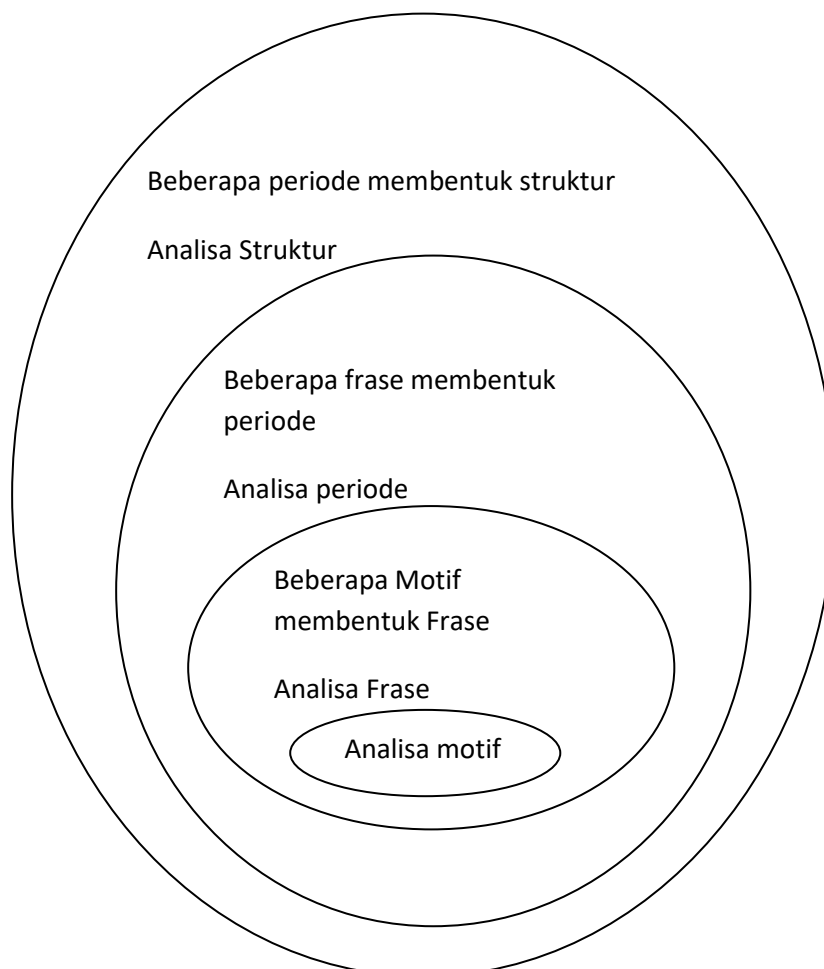 Beberapa periode membentuk struktur
Analisa Struktur
Beberapa frase membentuk
periode
Analisa periode
Beberapa Motif
membentuk Frase
Analisa Frase
Analisa motif